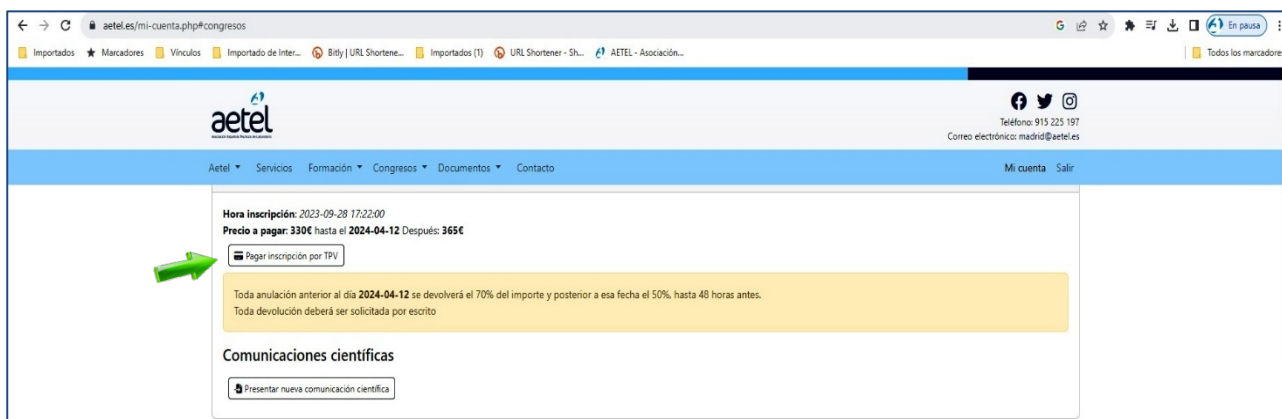 aetel.es/mi-cuenta.php#congresos
En pausa
Importados Marcadores Vínculos Importado de Inter... Bitly | URL Shortene... Importados (1) URL Shortener - Sh... AETEL - Asociación... Todos los marcadore
aetel
Teléfono: 915 225 197
Correo electrónico: madrid@aetel.es
Aetel Servicios Formación Congresos Documentos Contacto Mi cuenta Salir
Hora inscripción: 2023-09-28 17:22:00
Precio a pagar: 330€ hasta el 2024-04-12 Después: 365€
Pagar inscripción por TPV
Toda anulación anterior al día 2024-04-12 se devolverá el 70% del importe y posterior a esa fecha el 50%, hasta 48 horas antes.
Toda devolución deberá ser solicitada por escrito
Comunicaciones científicas
Presentar nueva comunicación científica